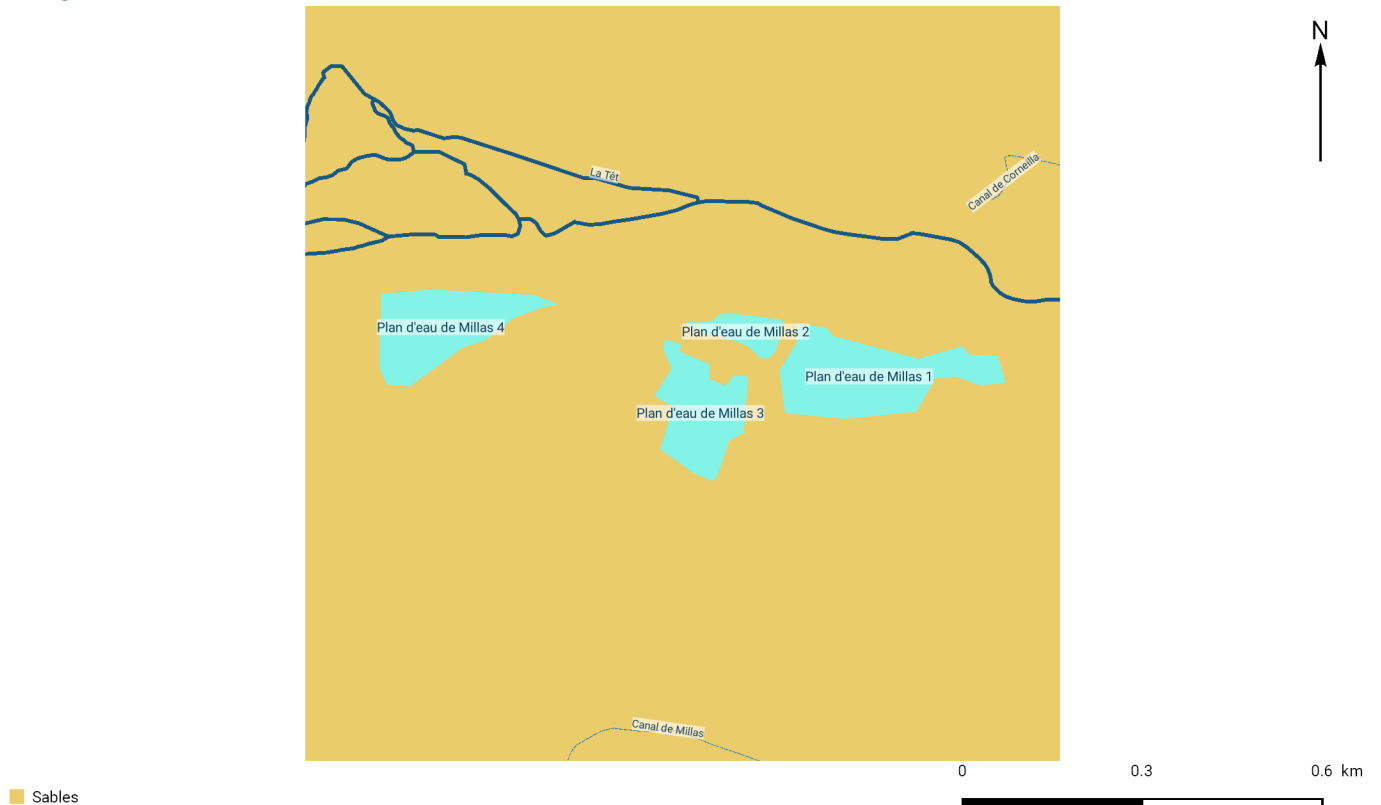 N
La Têt
Canal de Corneilla
Plan d'eau de Millas 4
Plan d'eau de Millas 2
Plan d'eau de Millas 1
Plan d'eau de Millas 3
Canal de Millas
0 0.3 0.6 km
Sables